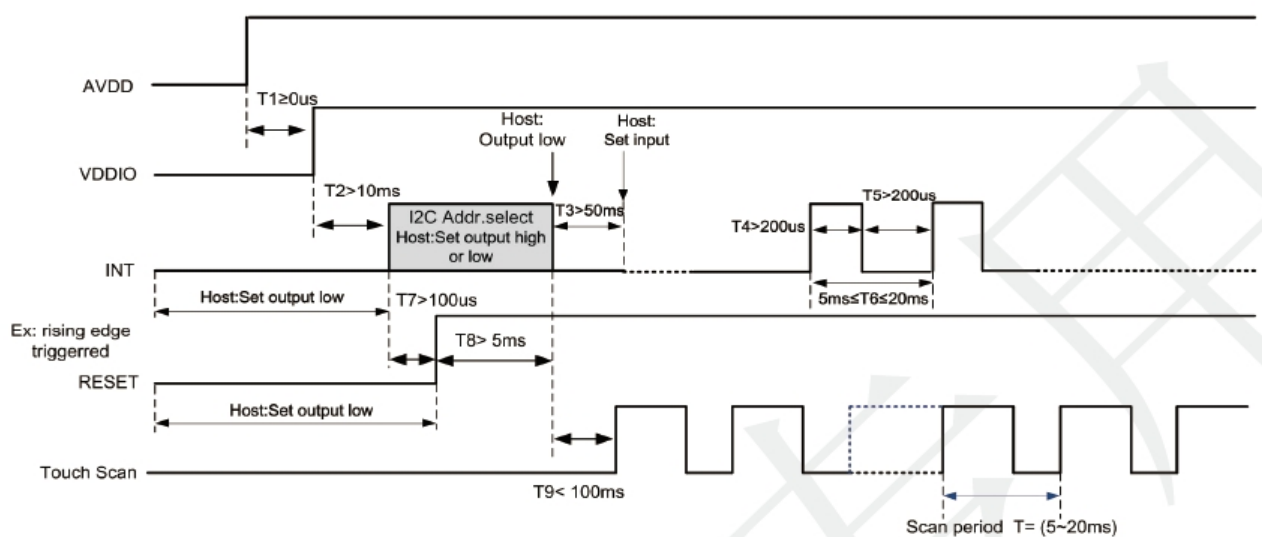 AVDD
T1≥0us
VDDIO
Host:
Output low
Host:
Set input
T2>10ms
I2C Addr.select
Host:Set output high
or low
T3>50ms
T4>200us
T5>200us
INT
5ms≤T6≤20ms
Host:Set output low
T7>100us
Ex: rising edge
triggerred
T8> 5ms
RESET
Host:Set output low
Touch Scan
T9< 100ms
Scan period T= (5~20ms)